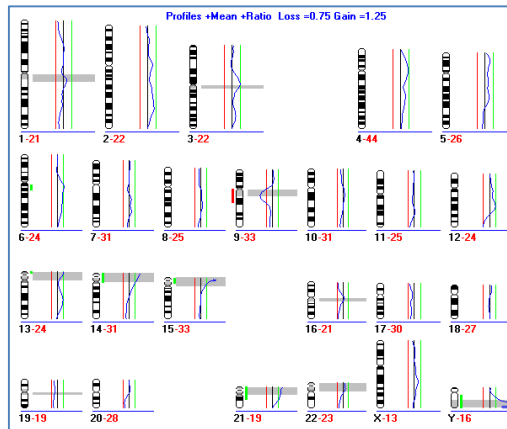 Profiles +Mean +Ratio Loss =0.75 Gain =1.25
1-21 2-22 3-22 4-44 5-26
6-24 7-31 8-25 9-33 10-31 11-25 12-24
13-24 14-31 15-33 16-21 17-30 18-27
19-19 20-28 21-19 22-23 X-13 Y-16